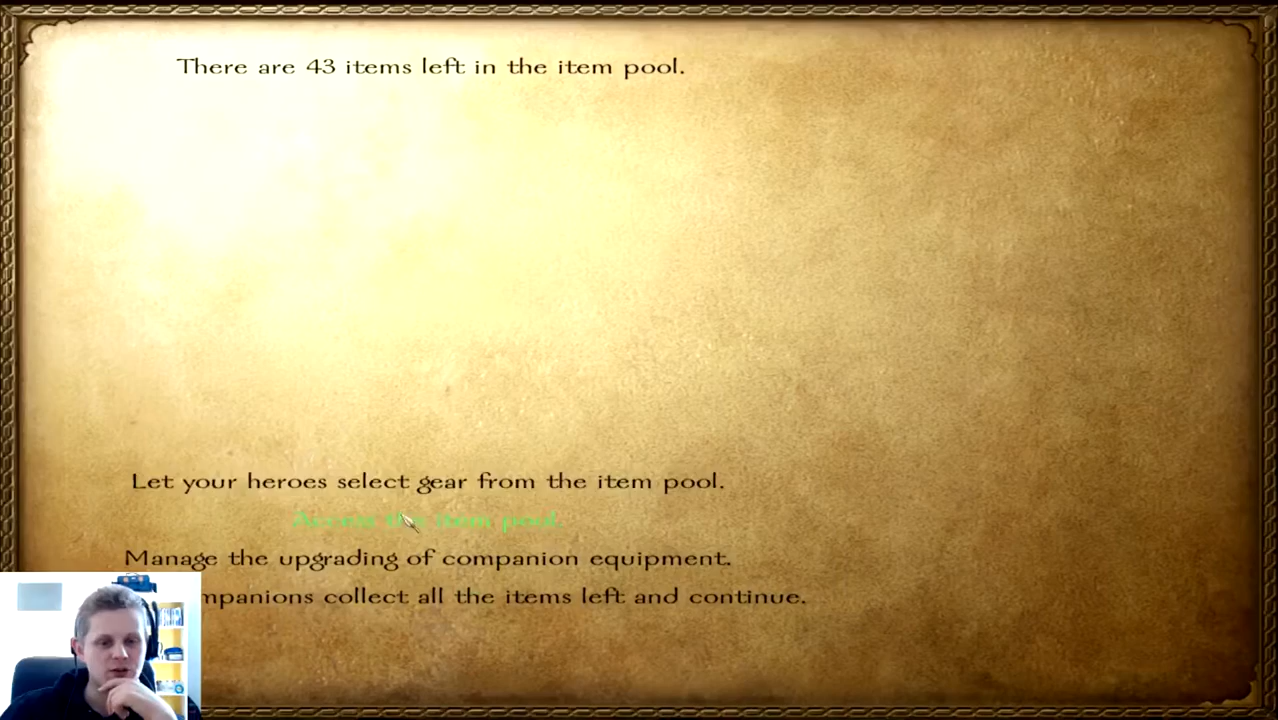 There are 43 items left in the item pool.
Let your heroes select gear from the item pool.
Access the item pool.
Manage the upgrading of companion equipment.
collect all the items left and continue.